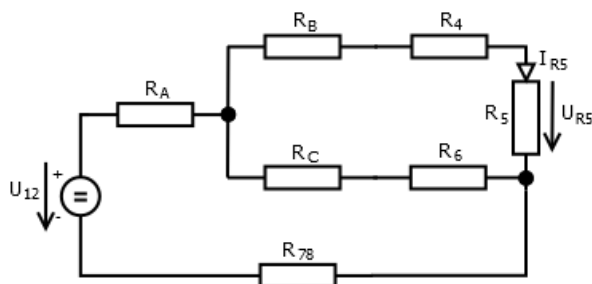 R_B
R_4
I_R5
R_A
R_5
U_R5
R_C
R_6
U_12
+
=
-
R_78